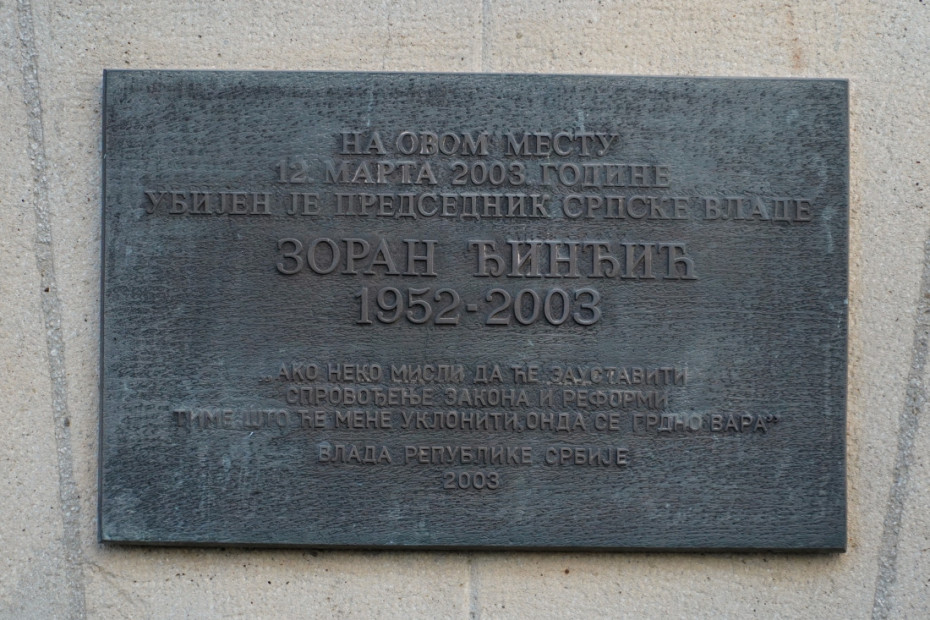 НА ОВОМ МЕСТУ
12. МАРТА 2003. ГОДИНЕ
УБИЈЕН ЈЕ ПРЕДСЕДНИК СРПСКЕ ВЛАДЕ
ЗОРАН ЂИНЂИЋ
1952-2003
„АКО НЕКО МИСЛИ ДА ЋЕ ЗАУСТАВИТИ
СПРОВОЂЕЊЕ ЗАКОНА И РЕФОРМИ
ТИМЕ ШТО ЋЕ МЕНЕ УКЛОНИТИ, ОНДА СЕ ГРДНО ВАРА“
ВЛАДА РЕПУБЛИКЕ СРБИЈЕ
2003